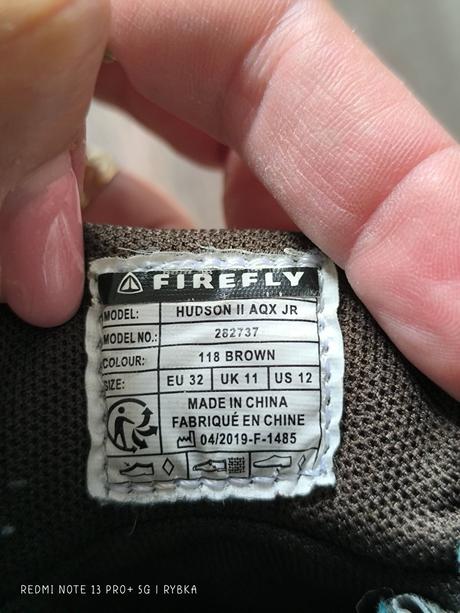 FIREFLY
MODEL: HUDSON II AQX JR
MODEL NO.: 282737
COLOUR: 118 BROWN
SIZE: EU 32 UK 11 US 12
MADE IN CHINA
FABRIQUÉ EN CHINE
04/2019-F-1485
REDMI NOTE 13 PRO+ 5G | RYBKA